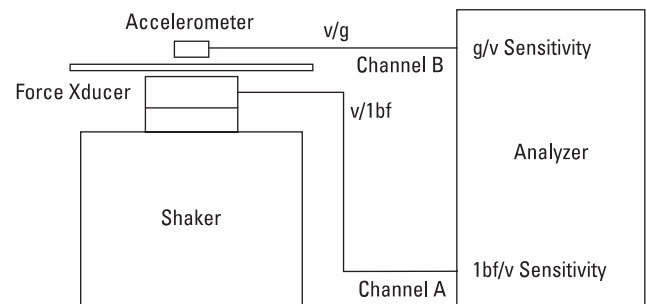 Accelerometer
v/g
g/v Sensitivity
Channel B
Force Xducer
v/1bf
Analyzer
Shaker
1bf/v Sensitivity
Channel A